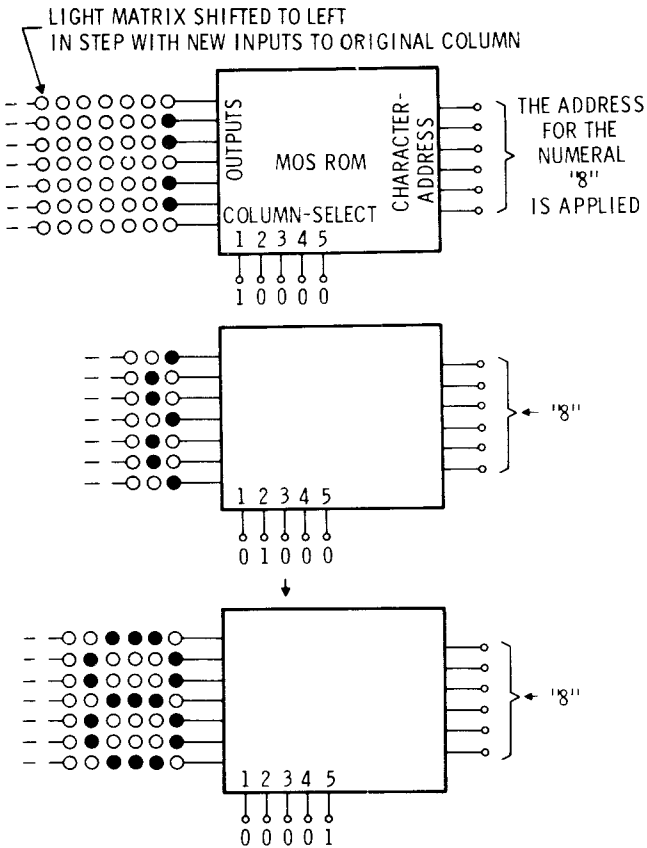 LIGHT MATRIX SHIFTED TO LEFT
IN STEP WITH NEW INPUTS TO ORIGINAL COLUMN
OUTPUTS
MOS ROM
CHARACTER-
ADDRESS
COLUMN-SELECT
1 2 3 4 5
1 0 0 0 0
THE ADDRESS
FOR THE
NUMERAL
"8"
IS APPLIED
"8"
1 2 3 4 5
0 1 0 0 0
"8"
1 2 3 4 5
0 0 0 0 1